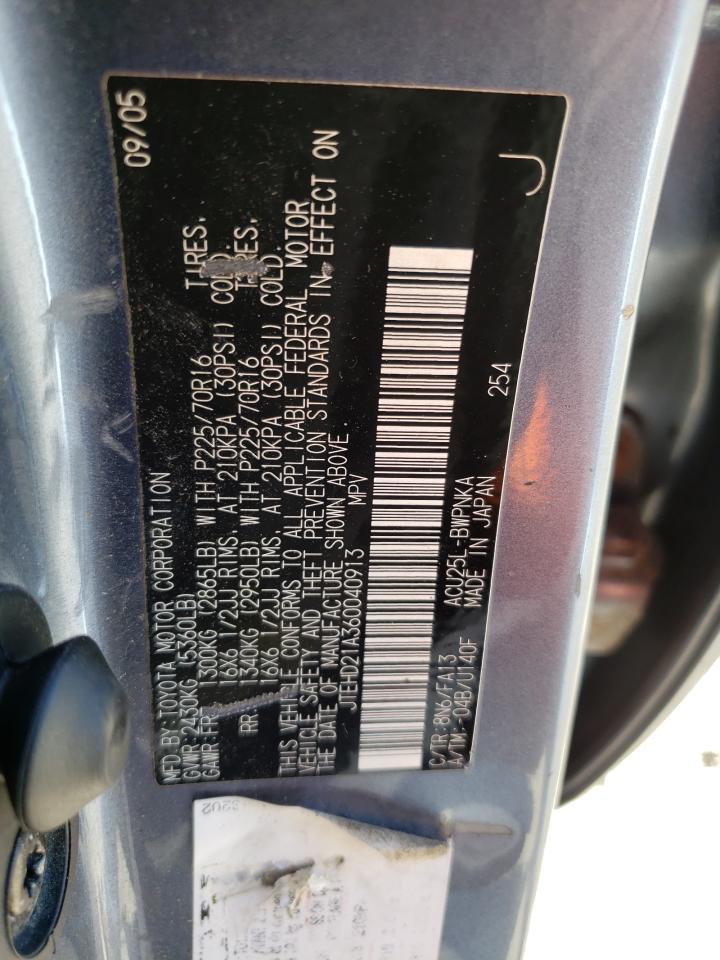 MFD BY:TOYOTA MOTOR CORPORATION 09/05
GVWR:2430KG (5360LB)
GAWR:FR 1300KG (2865LB) WITH P225/70R16 TIRES.
16X6 1/2JJ RIMS. AT 210KPA (30PSI) COLD.
RR 1340KG (2950LB) WITH P225/70R16 TIRES.
16X6 1/2JJ RIMS. AT 210KPA (30PSI) COLD.
THIS VEHICLE CONFORMS TO ALL APPLICABLE FEDERAL MOTOR
VEHICLE SAFETY AND THEFT PREVENTION STANDARDS IN EFFECT ON
THE DATE OF MANUFACTURE SHOWN ABOVE.
JTEHD21A360040913 MPV
C/TR:8V6/FA13 ACU25L-BWPNKA
A/TM:-04B/U140F MADE IN JAPAN 254
J